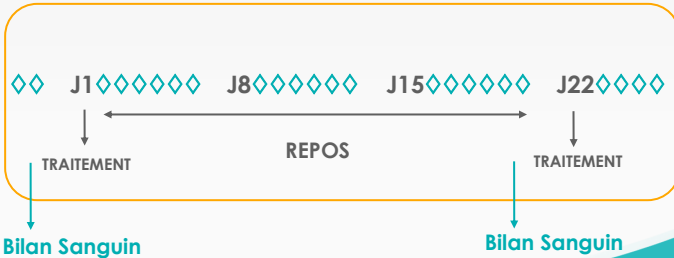 ◊◊ J1◊◊◊◊◊◊ J8◊◊◊◊◊◊ J15◊◊◊◊◊◊ J22◊◊◊◊
REPOS
TRAITEMENT TRAITEMENT
Bilan Sanguin Bilan Sanguin